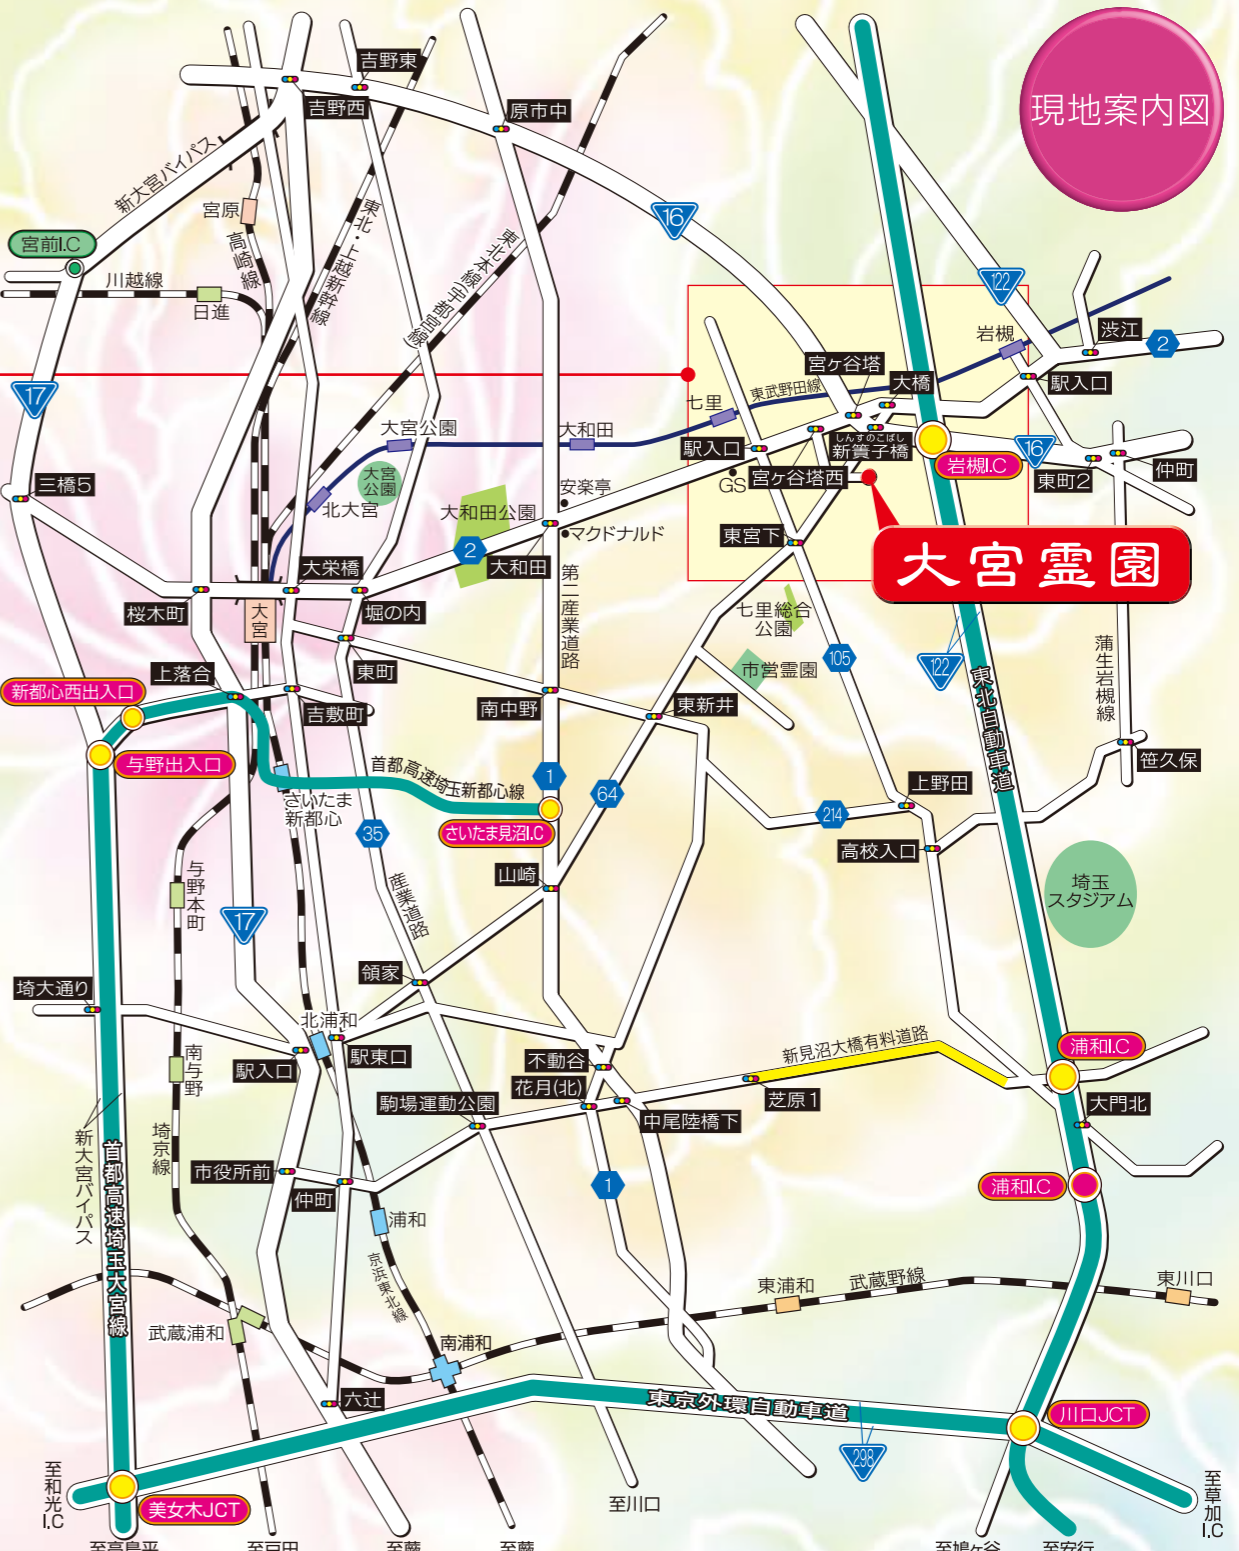 現地案内図
吉野東
吉野西
原市中
新大宮バイパス
宮原
高崎線
東北・上越新幹線
東北本線(宇都宮線)
16
122
宮前I.C
川越線
日進
17
岩槻
渋江
2
駅入口
宮ヶ谷塔
大橋
東武野田線
七里
大宮公園
大和田
駅入口
しんすのこばし
新簀子橋
岩槻I.C
16
東町2
仲町
GS
宮ヶ谷塔西
三橋5
大宮
公園
北大宮
大和田公園
安楽亭
マクドナルド
2
大和田
東宮下
大宮霊園
大栄橋
桜木町
大宮
堀の内
第二産業道路
七里総合
公園
東町
市営霊園
105
122
東北自動車道
蒲生岩槻線
上落合
新都心西出入口
吉敷町
南中野
東新井
笹久保
与野出入口
首都高速埼玉新都心線
さいたま
新都心
1
64
上野田
214
35
さいたま見沼I.C
高校入口
与野本町
山崎
産業道路
埼玉
スタジアム
17
領家
埼大通り
北浦和
駅入口
駅東口
不動谷
新見沼大橋有料道路
浦和I.C
南与野
花月(北)
駒場運動公園
中尾陸橋下
芝原1
大門北
新大宮バイパス
首都高速埼玉大宮線
埼京線
市役所前
仲町
1
浦和I.C
浦和
京浜東北線
東浦和
武蔵野線
東川口
武蔵浦和
南浦和
六辻
東京外環自動車道
298
川口JCT
至和光I.C
美女木JCT
至川口
至草加I.C
至高島平
至戸田
至蕨
至蕨
至鳩ヶ谷
至安行